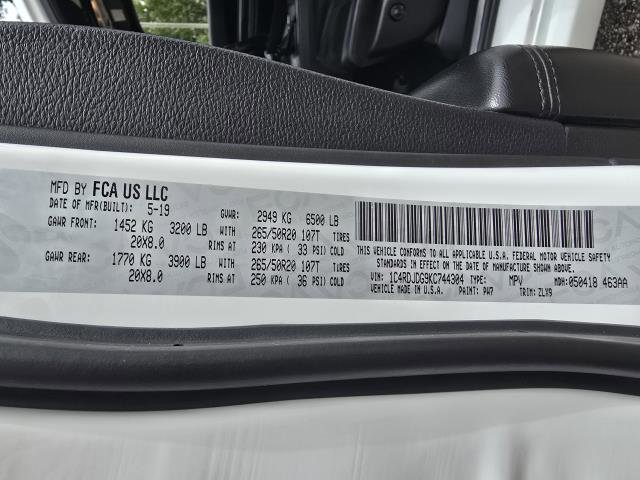 MFD BY FCA US LLC
DATE OF MFR(BUILT): 5-19 GVWR: 2949 KG 6500 LB
GAWR FRONT: 1452 KG 3200 LB 265/50R20 107T TIRES
20X8.0 RIMS AT 230 KPA ( 33 PSI) COLD
GAWR REAR: 1770 KG 3900 LB 265/50R20 107T TIRES
20X8.0 RIMS AT 250 KPA ( 36 PSI) COLD
THIS VEHICLE CONFORMS TO ALL APPLICABLE U.S.A. FEDERAL MOTOR VEHICLE
STANDARDS IN EFFECT ON THE DATE OF MANUFACTURE SHOWN ABOVE.
VIN: 1C4RDJDG9KC744304 TYPE: MPV MDH: 050418 463AA
VEHICLE MADE IN U.S.A. PAINT: PW7 TRIM: ZLX9